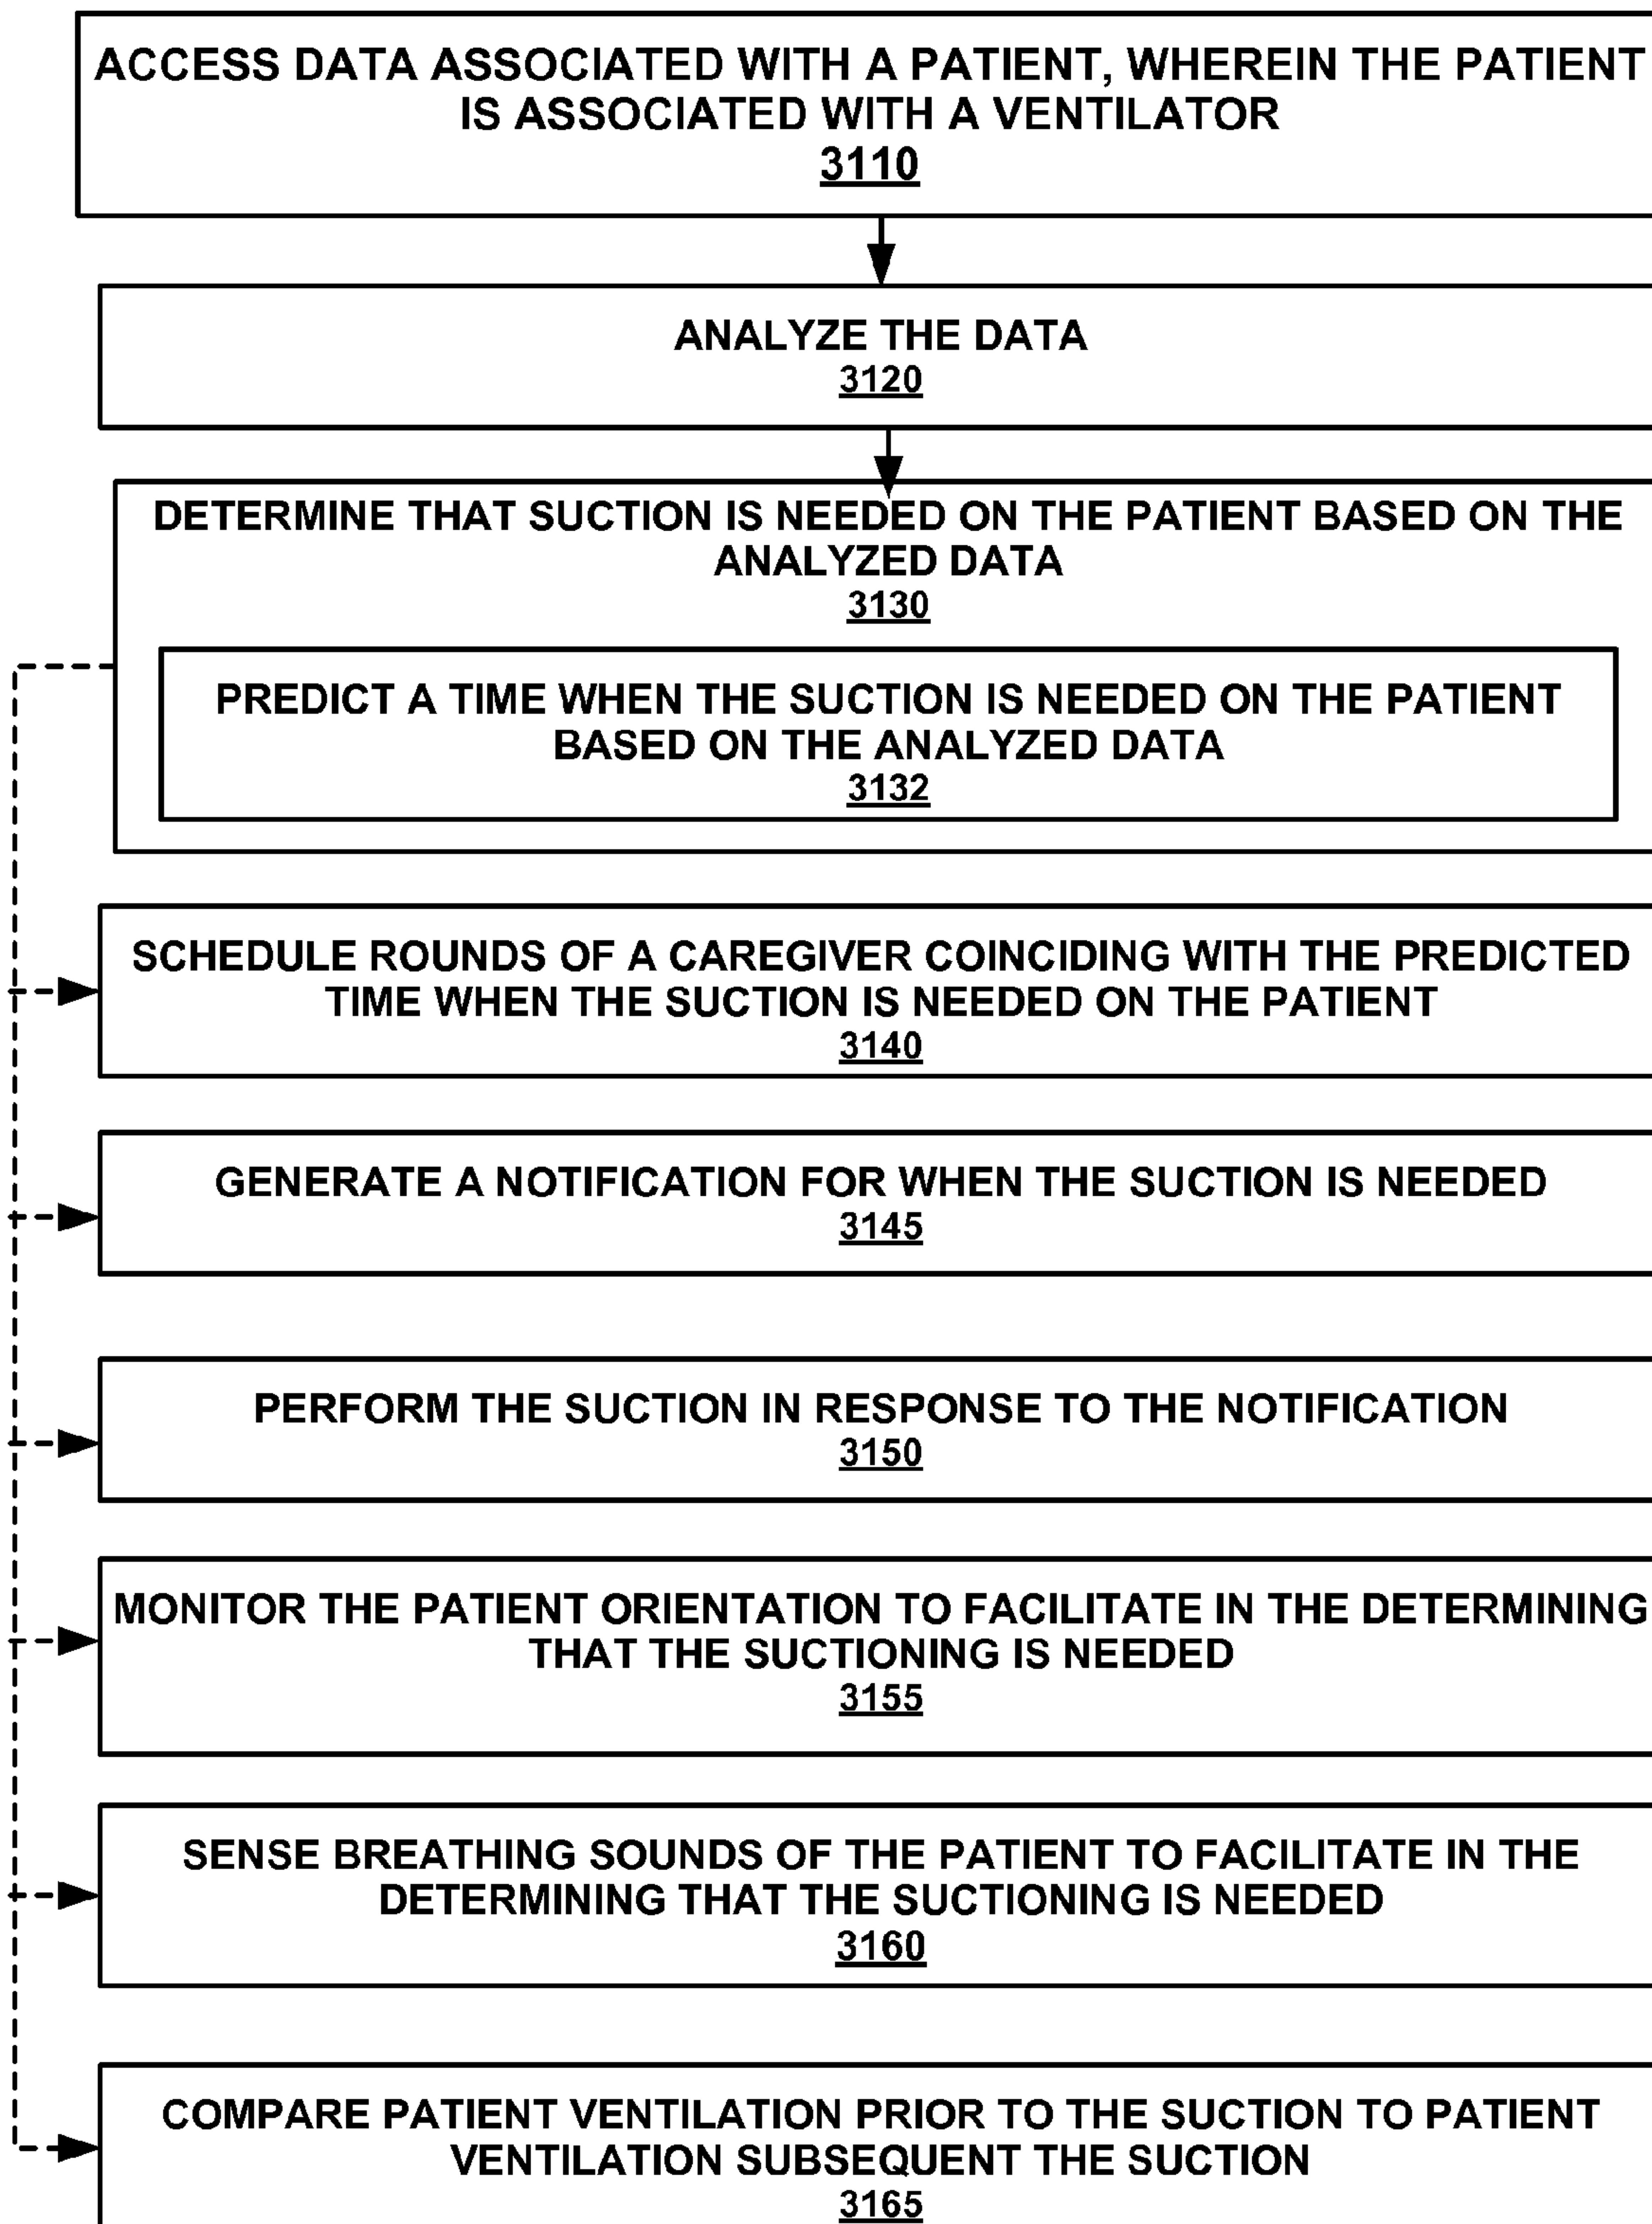 ACCESS DATA ASSOCIATED WITH A PATIENT, WHEREIN THE PATIENT
IS ASSOCIATED WITH A VENTILATOR
3110
ANALYZE THE DATA
3120
DETERMINE THAT SUCTION IS NEEDED ON THE PATIENT BASED ON THE
ANALYZED DATA
3130
PREDICT A TIME WHEN THE SUCTION IS NEEDED ON THE PATIENT
BASED ON THE ANALYZED DATA
3132
SCHEDULE ROUNDS OF A CAREGIVER COINCIDING WITH THE PREDICTED
TIME WHEN THE SUCTION IS NEEDED ON THE PATIENT
3140
GENERATE A NOTIFICATION FOR WHEN THE SUCTION IS NEEDED
3145
PERFORM THE SUCTION IN RESPONSE TO THE NOTIFICATION
3150
MONITOR THE PATIENT ORIENTATION TO FACILITATE IN THE DETERMINING
THAT THE SUCTIONING IS NEEDED
3155
SENSE BREATHING SOUNDS OF THE PATIENT TO FACILITATE IN THE
DETERMINING THAT THE SUCTIONING IS NEEDED
3160
COMPARE PATIENT VENTILATION PRIOR TO THE SUCTION TO PATIENT
VENTILATION SUBSEQUENT THE SUCTION
3165